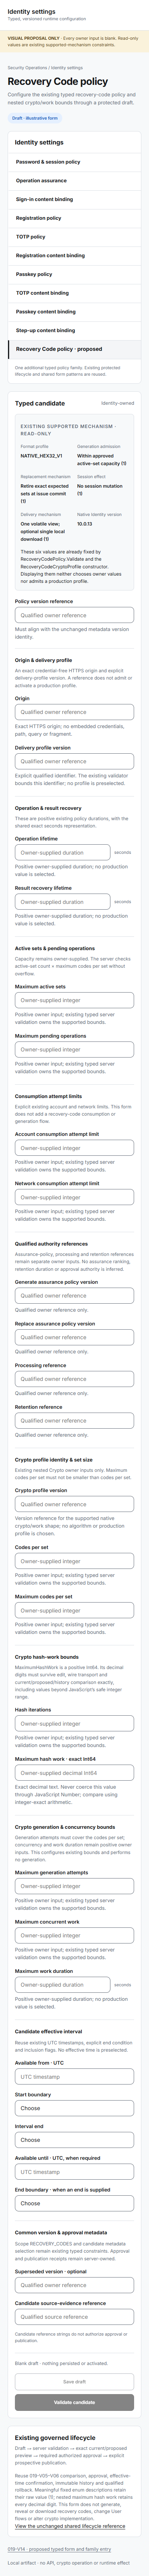 Identity settings
Typed, versioned runtime configuration
VISUAL PROPOSAL ONLY · Every owner input is blank. Read-only
values are existing supported-mechanism constraints.
Security Operations / Identity settings
Recovery Code policy
Configure the existing typed recovery-code policy and
nested crypto/work bounds through a protected draft.
Draft · illustrative form
Identity settings
Password & session policy
Operation assurance
Sign-in content binding
Registration policy
TOTP policy
Registration content binding
Passkey policy
TOTP content binding
Passkey content binding
Step-up content binding
Recovery Code policy · proposed
One additional typed policy family. Existing protected
lifecycle and shared form patterns are reused.
Typed candidate
Identity-owned
EXISTING SUPPORTED MECHANISM ·
READ-ONLY
Format profile
NATIVE_HEX32_V1
Generation admission
Within approved
active-set capacity (1)
Replacement mechanism
Retire exact expected
sets at issue commit
(1)
Session effect
No session mutation
(1)
Delivery mechanism
One volatile view;
optional single local
download (1)
Native Identity version
10.0.13
These six values are already fixed by
RecoveryCodePolicy.Validate and the
RecoveryCodeCryptoProfile constructor.
Displaying them neither chooses owner values
nor admits a production profile.
Policy version reference
Qualified owner reference
Must align with the unchanged metadata version
identity.
Origin & delivery profile
An exact credential-free HTTPS origin and explicit
delivery profile version. A reference does not admit or
activate a production profile.
Origin
Qualified owner reference
Exact HTTPS origin; no embedded credentials,
path, query or fragment.
Delivery profile version
Qualified owner reference
Explicit qualified identifier. The existing validator
bounds this identifier; no profile is preselected.
Operation & result recovery
These are positive existing policy durations, with the
shared exact seconds representation.
Operation lifetime
Owner-supplied duration
seconds
Positive owner-supplied duration; no production
value is selected.
Result recovery lifetime
Owner-supplied duration
seconds
Positive owner-supplied duration; no production
value is selected.
Active sets & pending operations
Capacity remains owner-supplied. The server checks
active-set count × maximum codes per set without
overflow.
Maximum active sets
Owner-supplied integer
Positive owner input; existing typed server
validation owns the supported bounds.
Maximum pending operations
Owner-supplied integer
Positive owner input; existing typed server
validation owns the supported bounds.
Consumption attempt limits
Explicit existing account and network limits. This form
does not add a recovery-code consumption or
generation flow.
Account consumption attempt limit
Owner-supplied integer
Positive owner input; existing typed server
validation owns the supported bounds.
Network consumption attempt limit
Owner-supplied integer
Positive owner input; existing typed server
validation owns the supported bounds.
Qualified authority references
Assurance-policy, processing and retention references
remain separate owner inputs. No assurance ranking,
retention duration or approval authority is inferred.
Generate assurance policy version
Qualified owner reference
Qualified owner reference only.
Replace assurance policy version
Qualified owner reference
Qualified owner reference only.
Processing reference
Qualified owner reference
Qualified owner reference only.
Retention reference
Qualified owner reference
Qualified owner reference only.
Crypto profile identity & set size
Existing nested Crypto owner inputs only. Maximum
codes per set must not be smaller than codes per set.
Crypto profile version
Qualified owner reference
Version reference for the supported native
crypto/work shape; no algorithm or production
profile is chosen.
Codes per set
Owner-supplied integer
Positive owner input; existing typed server
validation owns the supported bounds.
Maximum codes per set
Owner-supplied integer
Positive owner input; existing typed server
validation owns the supported bounds.
Crypto hash-work bounds
MaximumHashWork is a positive int64. Its decimal
digits must survive edit, wire transport and
current/proposed/history comparison exactly,
including values beyond JavaScript's safe integer
range.
Hash iterations
Owner-supplied integer
Positive owner input; existing typed server
validation owns the supported bounds.
Maximum hash work · exact int64
Owner-supplied decimal int64
Exact decimal text. Never coerce this value
through JavaScript Number; compare using
integer-exact arithmetic.
Crypto generation & concurrency bounds
Generation attempts must cover the codes per set;
concurrency and work duration remain positive owner
inputs. This configures existing bounds and performs
no generation.
Maximum generation attempts
Owner-supplied integer
Positive owner input; existing typed server
validation owns the supported bounds.
Maximum concurrent work
Owner-supplied integer
Positive owner input; existing typed server
validation owns the supported bounds.
Maximum work duration
Owner-supplied duration
seconds
Positive owner-supplied duration; no production
value is selected.
Candidate effective interval
Reuse existing UTC timestamps, explicit end condition
and inclusion flags. No effective time is preselected.
Available from · UTC
UTC timestamp
Start boundary
Choose
Interval end
Choose
Available until · UTC, when required
UTC timestamp
End boundary · when an end is supplied
Choose
Common version & approval metadata
Scope RECOVERY_CODES and candidate metadata
selection remain existing typed constraints. Approval
and publication receipts remain server-owned.
Superseded version · optional
Qualified owner reference
Candidate source-evidence reference
Qualified source reference
Candidate reference strings do not authorize approval or
publication.
Blank draft · nothing persisted or activated.
Save draft
Validate candidate
Existing governed lifecycle
Draft → server validation → exact current/proposed
preview → required authorized approval → explicit
prospective publication.
Reuse 019-V05–V06 comparison, approval, effective-
time confirmation, immutable history and qualified
rollback. Meaningful fixed enum descriptors retain
their raw value (1); nested maximum hash work retains
every decimal digit. This form does not generate,
reveal or download recovery codes, change User
flows or alter crypto implementation.
View the unchanged shared lifecycle reference
019-V14 · proposed typed form and family entry
Local artifact · no API, crypto operation or runtime effect